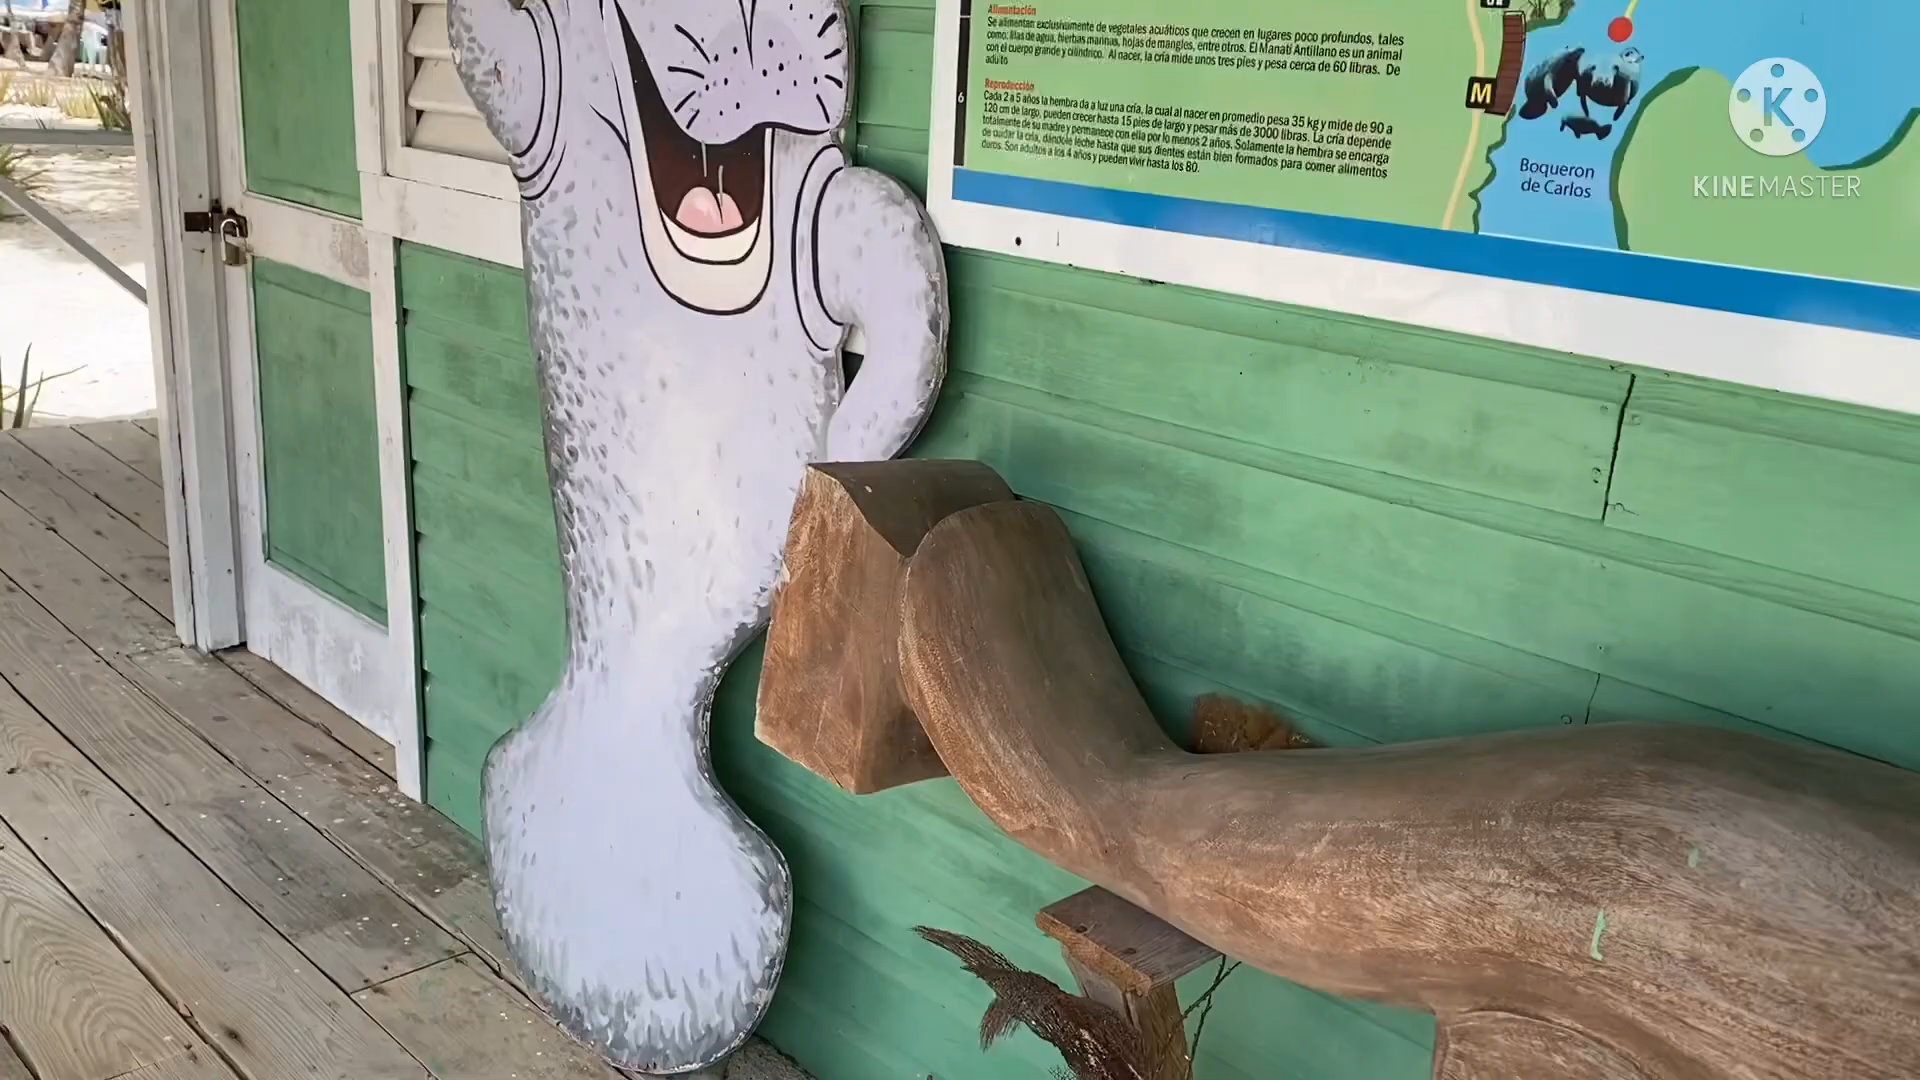 Alimentación
Se alimentan exclusivamente de vegetales acuáticos que crecen en lugares poco profundos, tales
como: lilas de agua, hierbas marinas, hojas de mangles, entre otros. El Manatí Antillano es un animal
con el cuerpo grande y cilíndrico. Al nacer, la cría mide unos tres pies y pesa cerca de 60 libras. De
adulto
Reproducción
Cada 2 a 5 años la hembra da a luz una cría, la cual al nacer en promedio pesa 35 kg y mide de 90 a
120 cm de largo, pueden crecer hasta 15 pies de largo y pesar más de 3000 libras. La cría depende
totalmente de su madre y permanece con ella por lo menos 2 años. Solamente la hembra se encarga
de cuidar la cría, dándole leche hasta que sus dientes están bien formados para comer alimentos
duros. Son adultos a los 4 años y pueden vivir hasta los 60.
6
M
Boqueron
de Carlos
K
KINEMASTER